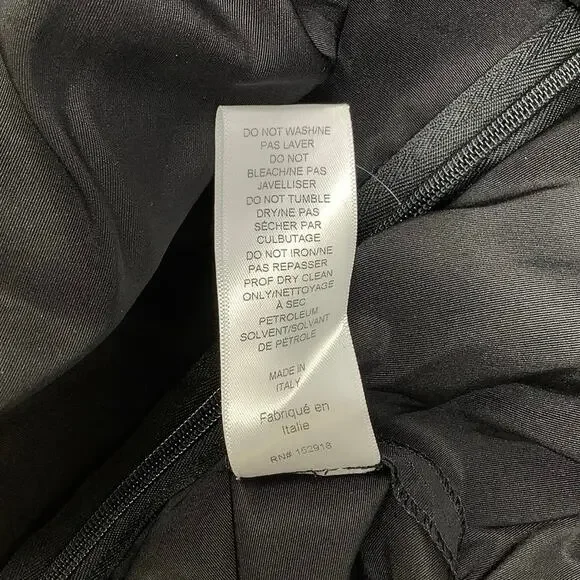 DO NOT WASH/NE
PAS LAVER
DO NOT
BLEACH/NE PAS
JAVELLISER
DO NOT TUMBLE
DRY/NE PAS
SÉCHER PAR
CULBUTAGE
DO NOT IRON/NE
PAS REPASSER
PROF DRY CLEAN
ONLY/NETTOYAGE
À SEC
PETROLEUM
SOLVENT/SOLVANT
DE PÉTROLE
MADE IN
ITALY
Fabriqué en
Italie
RN# 152918